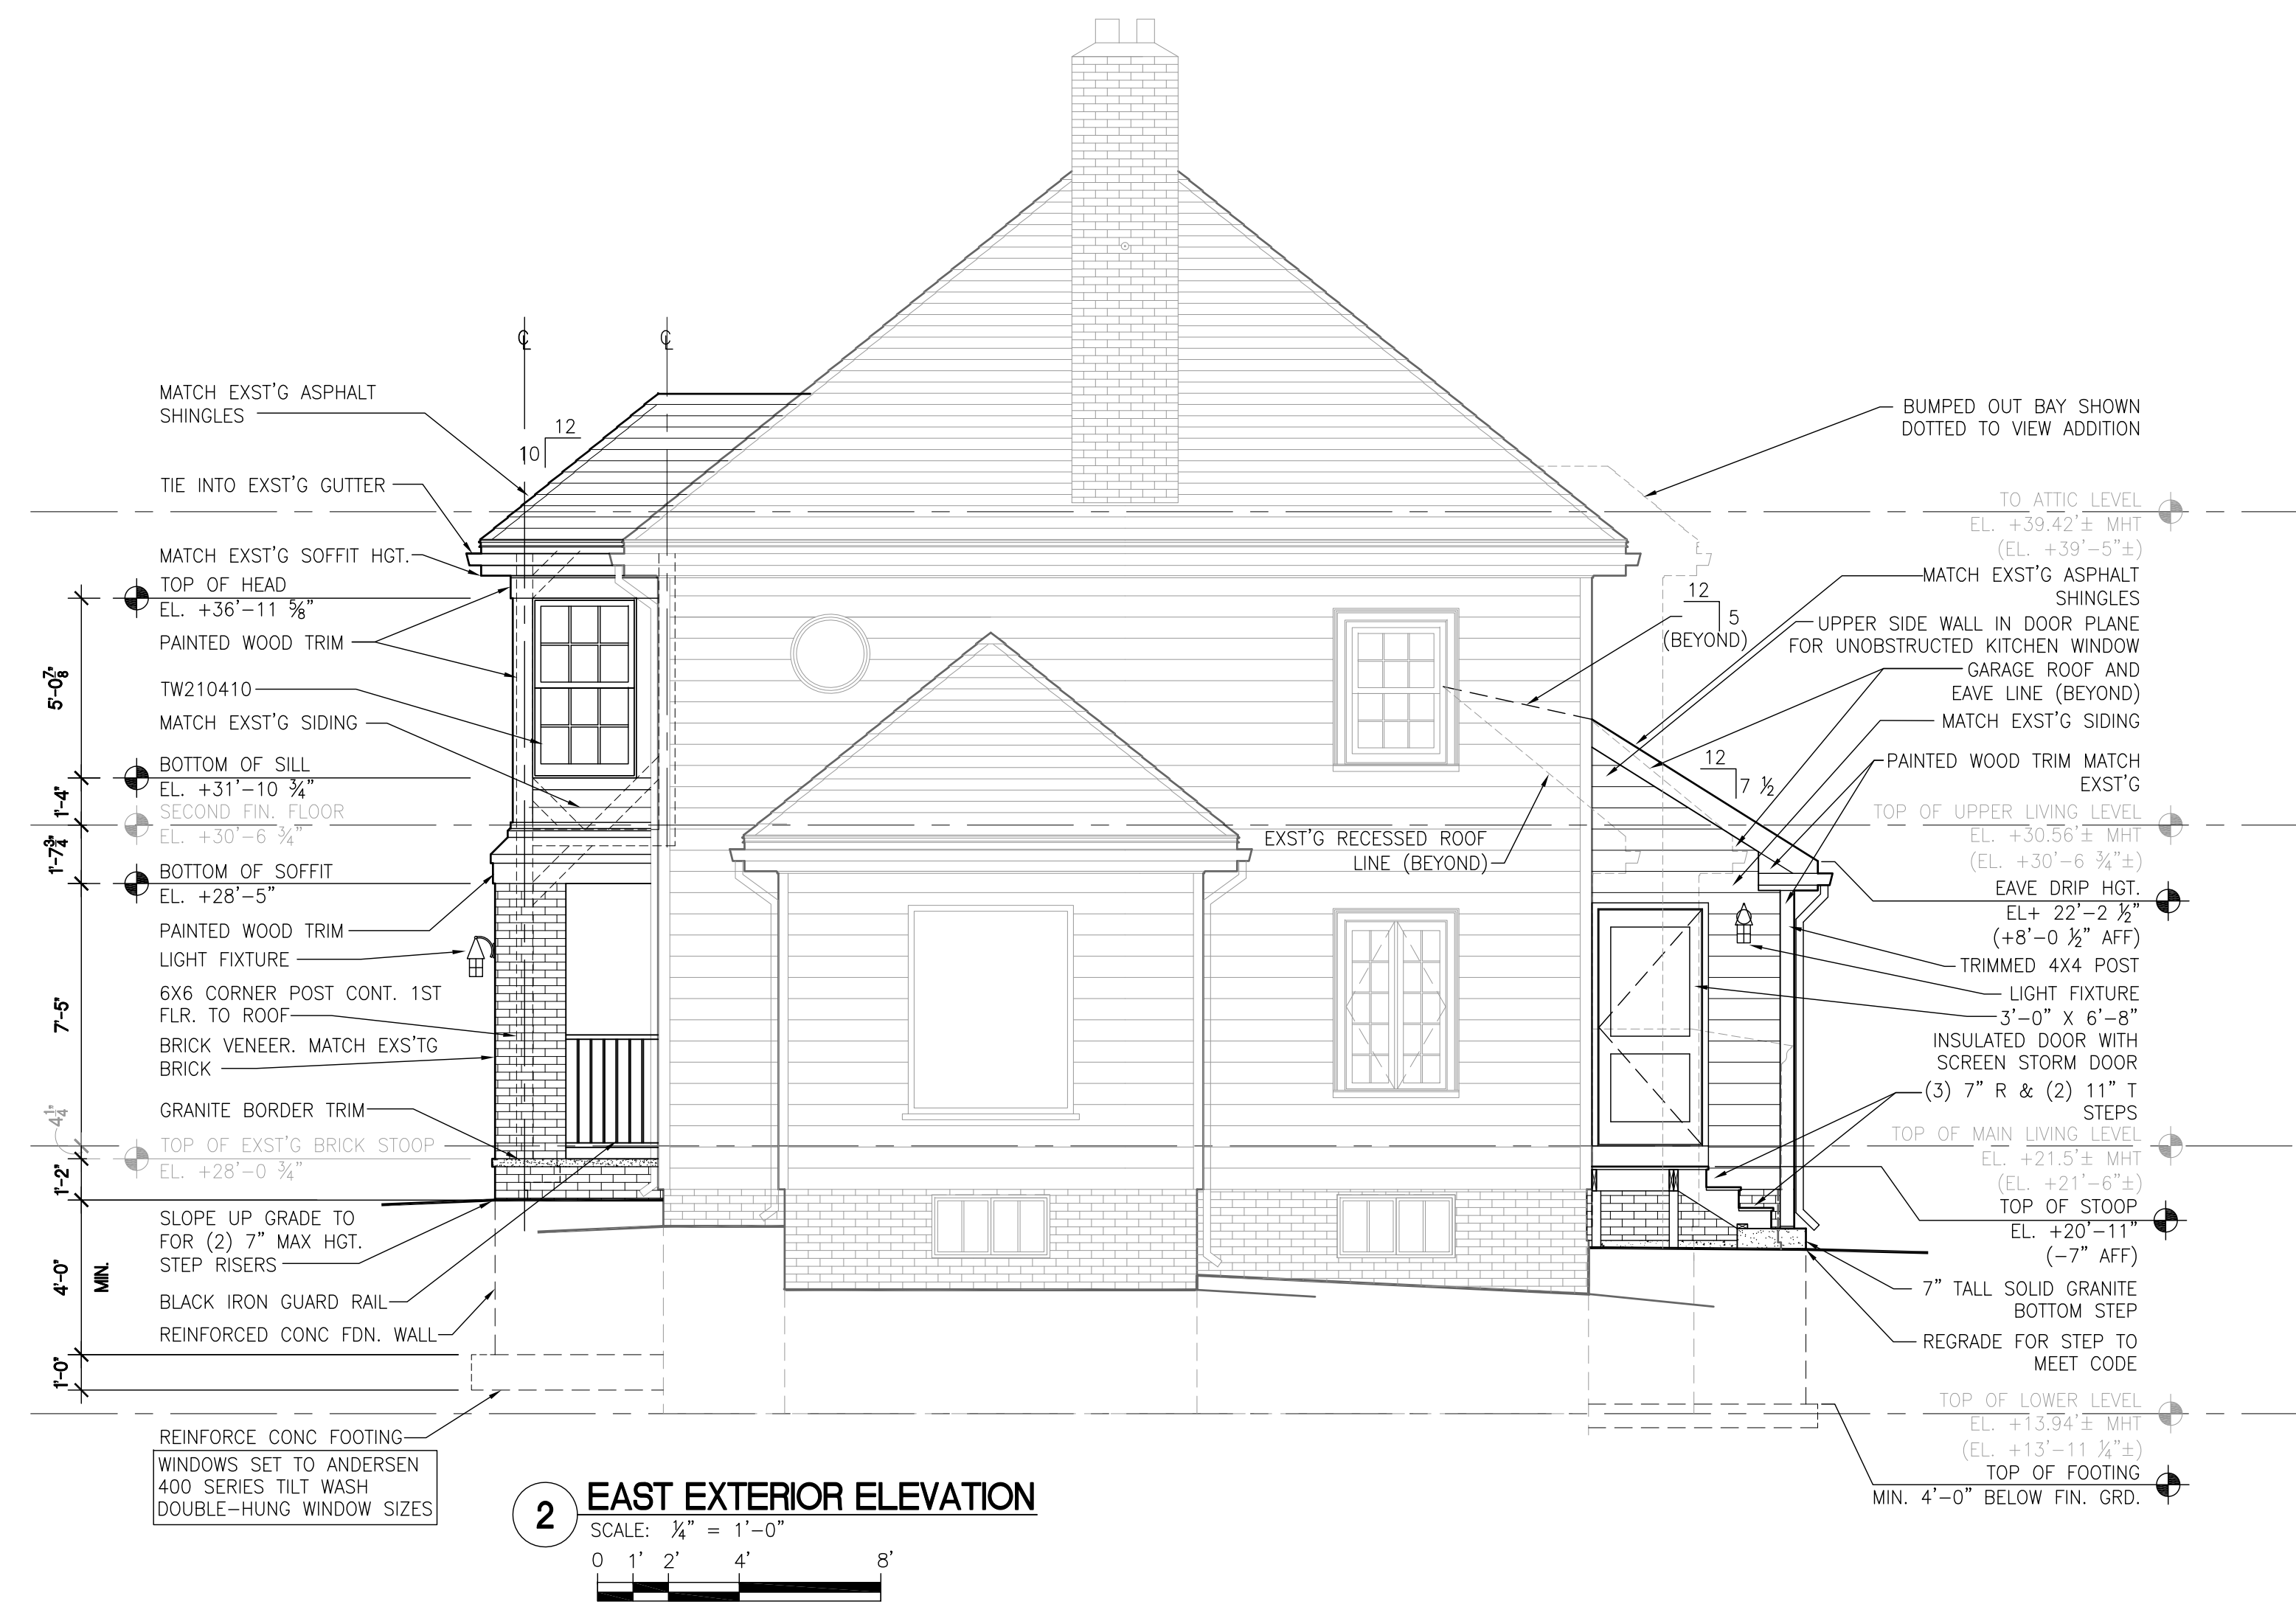 ℄ ℄
MATCH EXST'G ASPHALT
SHINGLES
12
10
TIE INTO EXST'G GUTTER
MATCH EXST'G SOFFIT HGT.
TOP OF HEAD
EL. +36'-11 ⅝"
PAINTED WOOD TRIM
TW210410
MATCH EXST'G SIDING
BOTTOM OF SILL
EL. +31'-10 ¾"
SECOND FIN. FLOOR
EL. +30'-6 ¾"
BOTTOM OF SOFFIT
EL. +28'-5"
PAINTED WOOD TRIM
LIGHT FIXTURE
6X6 CORNER POST CONT. 1ST
FLR. TO ROOF
BRICK VENEER. MATCH EXS'TG
BRICK
GRANITE BORDER TRIM
TOP OF EXST'G BRICK STOOP
EL. +28'-0 ¾"
SLOPE UP GRADE TO
FOR (2) 7" MAX HGT.
STEP RISERS
BLACK IRON GUARD RAIL
REINFORCED CONC FDN. WALL
REINFORCE CONC FOOTING
WINDOWS SET TO ANDERSEN
400 SERIES TILT WASH
DOUBLE-HUNG WINDOW SIZES
5'-0⅞"
1'-4"
1'-7¾"
7'-5"
4¼"
1'-2"
4'-0"
MIN.
1'-0"
BUMPED OUT BAY SHOWN
DOTTED TO VIEW ADDITION
TO ATTIC LEVEL
EL. +39.42'± MHT
(EL. +39'-5"±)
MATCH EXST'G ASPHALT
SHINGLES
12
5
(BEYOND)
UPPER SIDE WALL IN DOOR PLANE
FOR UNOBSTRUCTED KITCHEN WINDOW
GARAGE ROOF AND
EAVE LINE (BEYOND)
MATCH EXST'G SIDING
12
7 ½
PAINTED WOOD TRIM MATCH
EXST'G
TOP OF UPPER LIVING LEVEL
EL. +30.56'± MHT
(EL. +30'-6 ¾"±)
EXST'G RECESSED ROOF
LINE (BEYOND)
EAVE DRIP HGT.
EL+ 22'-2 ½"
(+8'-0 ½" AFF)
TRIMMED 4X4 POST
LIGHT FIXTURE
3'-0" X 6'-8"
INSULATED DOOR WITH
SCREEN STORM DOOR
(3) 7" R & (2) 11" T
STEPS
TOP OF MAIN LIVING LEVEL
EL. +21.5'± MHT
(EL. +21'-6"±)
TOP OF STOOP
EL. +20'-11"
(-7" AFF)
7" TALL SOLID GRANITE
BOTTOM STEP
REGRADE FOR STEP TO
MEET CODE
TOP OF LOWER LEVEL
EL. +13.94'± MHT
(EL. +13'-11 ¼"±)
TOP OF FOOTING
MIN. 4'-0" BELOW FIN. GRD.
2
EAST EXTERIOR ELEVATION
SCALE: ¼" = 1'-0"
0 1' 2' 4' 8'